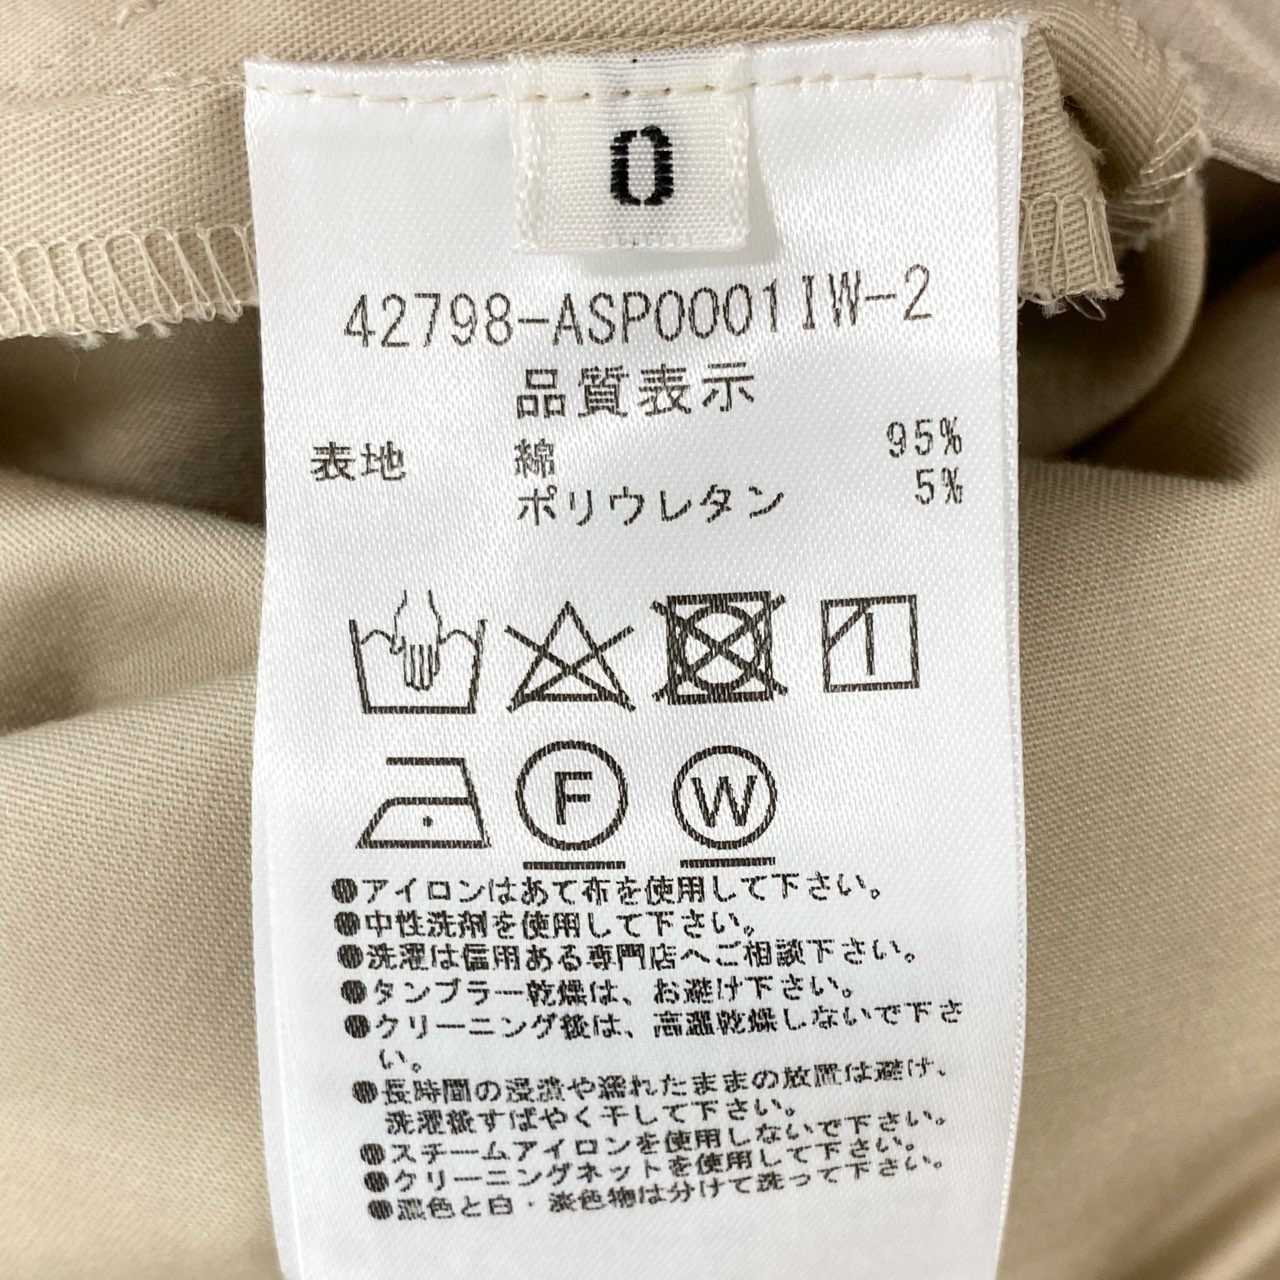 0
42798-ASP0001IW-2
品質表示
表地 綿 95%
ポリウレタン 5%
1
F W
●アイロンはあて布を使用して下さい。
●中性洗剤を使用して下さい。
●洗濯は信用ある専門店へご相談下さい。
●タンブラー乾燥は、お避け下さい。
●クリーニング後は、高温乾燥しないで下さ
い。
●長時間の浸漬や濡れたままの放置は避け、
洗濯後すばやく干して下さい。
●スチームアイロンを使用しないで下さい。
●クリーニングネットを使用して下さい。
●濃色と白・淡色物は分けて洗って下さい。